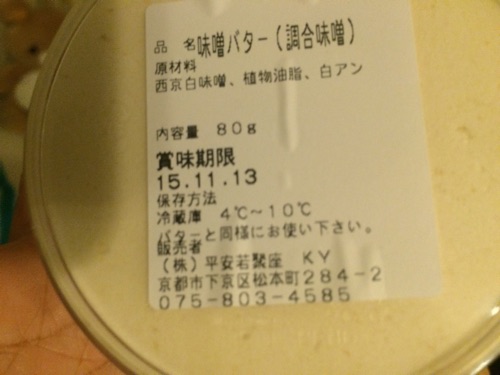 品 名味噌バター(調合味噌)
原材料
西京白味噌、植物油脂、白アン
内容量 80g
賞味期限
15.11.13
保存方法
冷蔵庫 4℃〜10℃
バターと同様にお使い下さい。
販売者
(株)平安若聚座 KY
京都市下京区松本町284-2
075-803-4585